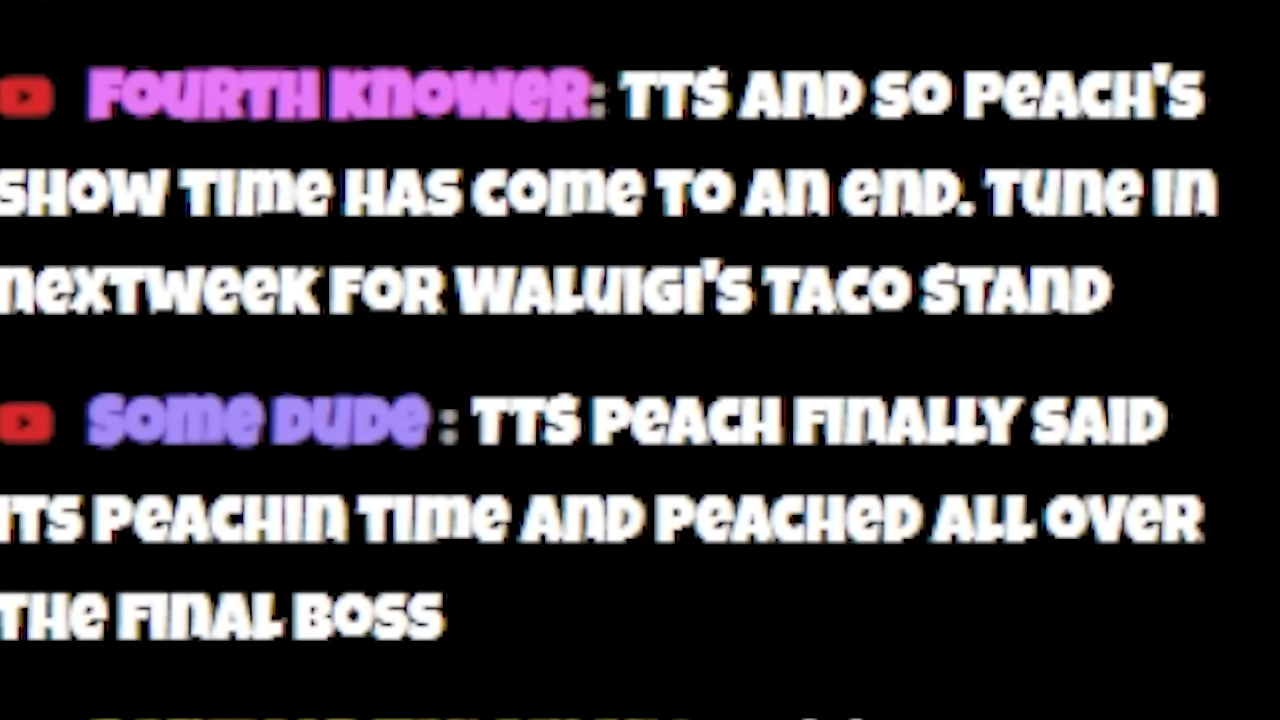 Fourth Knower: TTS and so Peach's
show time has come to an end. Tune in
nextweek for Waluigi's Taco Stand
Some Dude : TTS Peach finally said
its peachin time and peached all over
the final boss